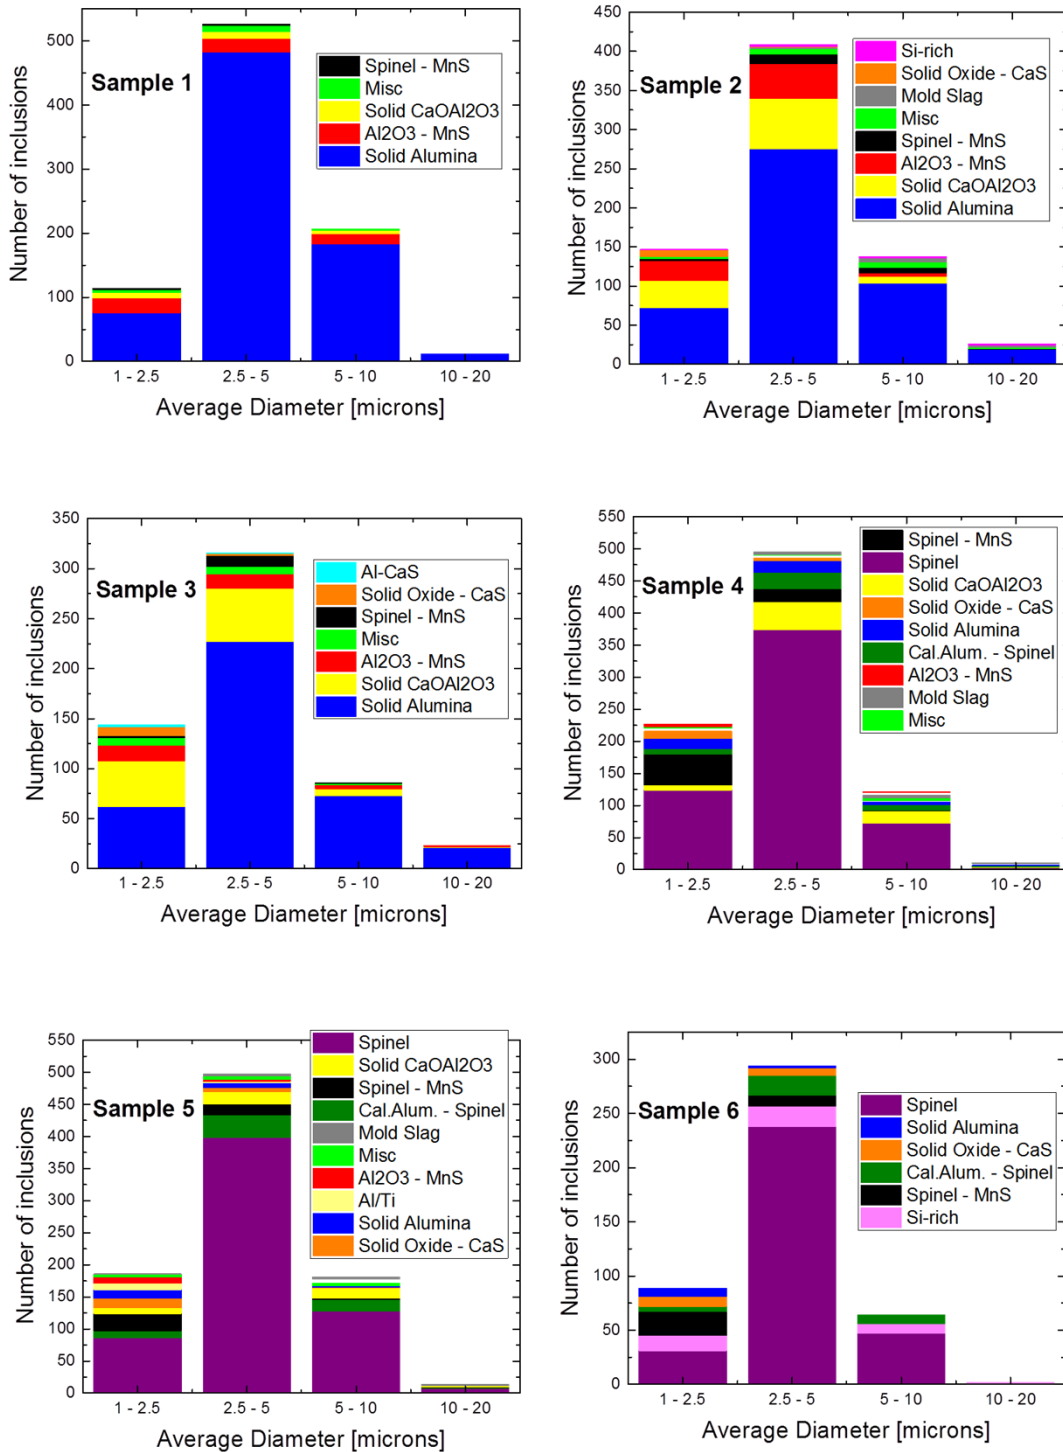 Sample 1
Number of inclusions
500
400
300
200
100
0
Spinel - MnS
Misc
Solid CaOAl2O3
Al2O3 - MnS
Solid Alumina
1 - 2.5
2.5 - 5
5 - 10
10 - 20
Average Diameter [microns]
Sample 2
Number of inclusions
450
400
350
300
250
200
150
100
50
0
Si-rich
Solid Oxide - CaS
Mold Slag
Misc
Spinel - MnS
Al2O3 - MnS
Solid CaOAl2O3
Solid Alumina
1 - 2.5
2.5 - 5
5 - 10
10 - 20
Average Diameter [microns]
Sample 3
Number of inclusions
350
300
250
200
150
100
50
0
Al-CaS
Solid Oxide - CaS
Spinel - MnS
Misc
Al2O3 - MnS
Solid CaOAl2O3
Solid Alumina
1 - 2.5
2.5 - 5
5 - 10
10 - 20
Average Diameter [microns]
Sample 4
Number of inclusions
550
500
450
400
350
300
250
200
150
100
50
0
Spinel - MnS
Spinel
Solid CaOAl2O3
Solid Oxide - CaS
Solid Alumina
Cal.Alum. - Spinel
Al2O3 - MnS
Mold Slag
Misc
1 - 2.5
2.5 - 5
5 - 10
10 - 20
Average Diameter [microns]
Sample 5
Number of inclusions
550
500
450
400
350
300
250
200
150
100
50
0
Spinel
Solid CaOAl2O3
Spinel - MnS
Cal.Alum. - Spinel
Mold Slag
Misc
Al2O3 - MnS
Al/Ti
Solid Alumina
Solid Oxide - CaS
1 - 2.5
2.5 - 5
5 - 10
10 - 20
Average Diameter [microns]
Sample 6
Number of inclusions
300
250
200
150
100
50
0
Spinel
Solid Alumina
Solid Oxide - CaS
Cal.Alum. - Spinel
Spinel - MnS
Si-rich
1 - 2.5
2.5 - 5
5 - 10
10 - 20
Average Diameter [microns]